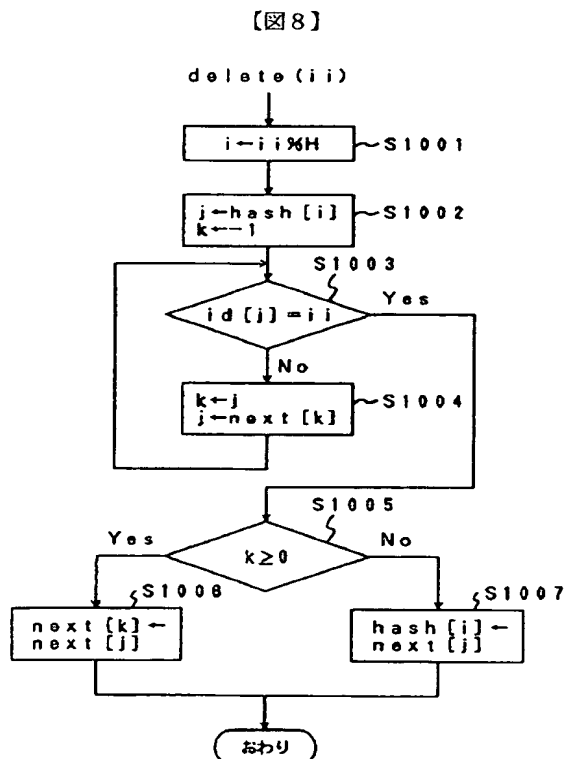 【図8】
delete(ii)
i←ii%H
S1001
j←hash[i]
k←-1
S1002
S1003
id[j]=ii
Yes
No
k←j
j←next[k]
S1004
S1005
k≥0
Yes
No
S1006
next[k]←
next[j]
S1007
hash[i]←
next[j]
おわり